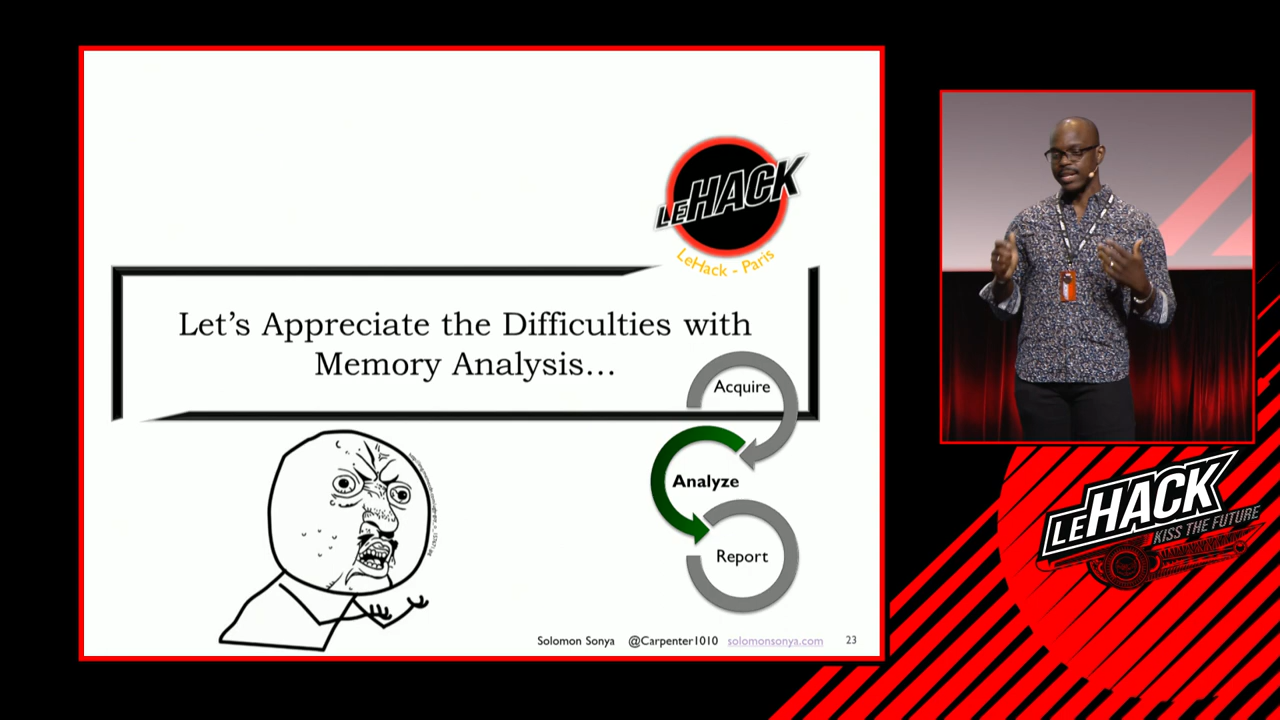 LEHACK
LeHack - Paris
Let’s Appreciate the Difficulties with
Memory Analysis…
Acquire
Analyze
Report
Solomon Sonya @Carpenter1010 solomonsonya.com 23
LEHACK
KISS THE FUTURE